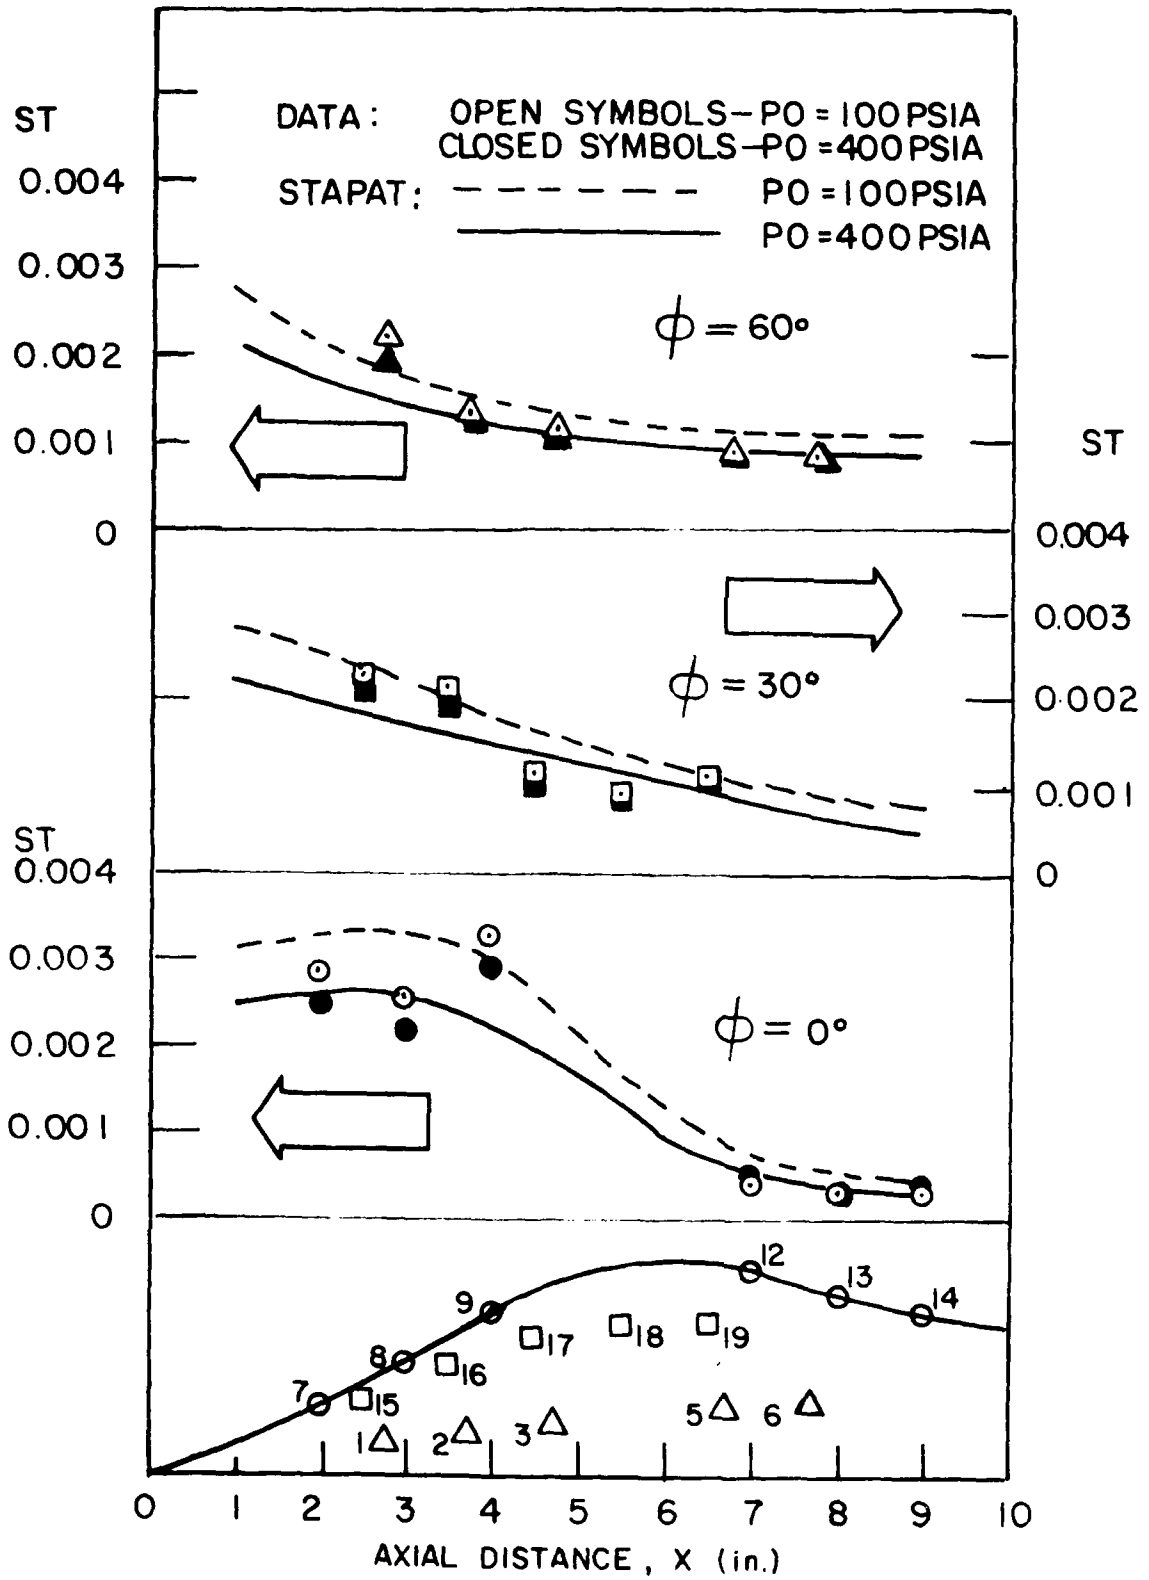 ST
DATA: OPEN SYMBOLS-PO = 100 PSIA
CLOSED SYMBOLS-PO = 400 PSIA
0.004
STAPAT: PO = 100 PSIA
PO = 400 PSIA
0.003
ϕ = 60°
0.002
0.001
ST
0
0.004
0.003
ϕ = 30°
0.002
0.001
ST
0.004
0
0.003
ϕ = 0°
0.002
0.001
0
12
13
14
9
17
18
19
8
16
7
15
5
6
1
2
3
0 1 2 3 4 5 6 7 8 9 10
AXIAL DISTANCE, X (in.)